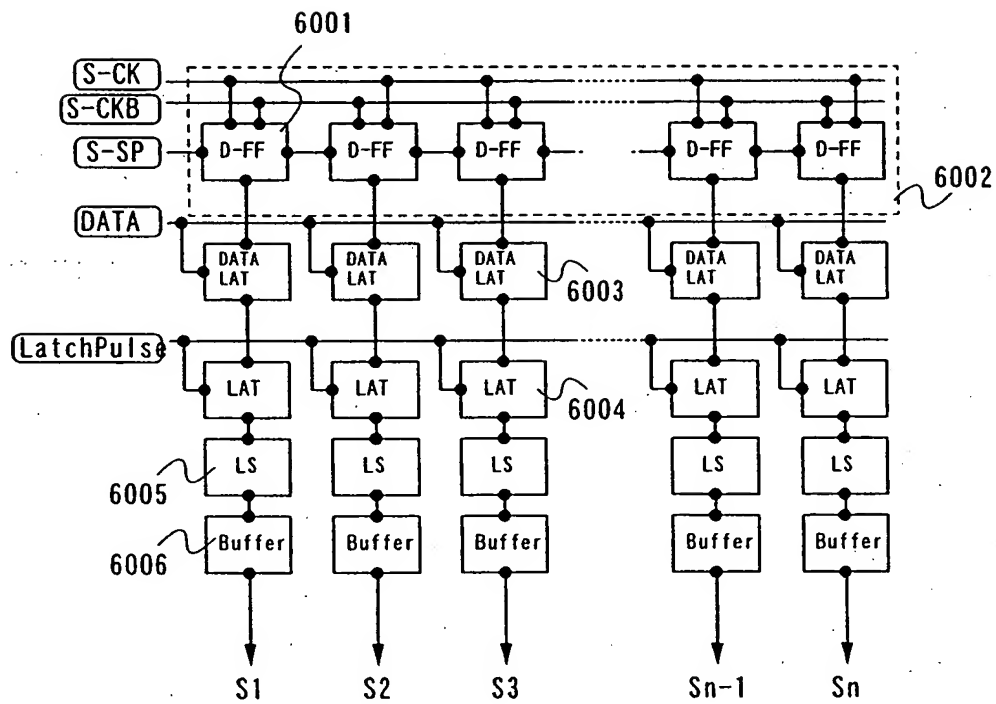 6001
S-CK
S-CKB
S-SP
D-FF D-FF D-FF D-FF D-FF
6002
DATA
DATA LAT DATA LAT DATA LAT DATA LAT DATA LAT
6003
LatchPulse
LAT LAT LAT LAT LAT
6004
LS LS LS LS LS
6005
Buffer Buffer Buffer Buffer Buffer
6006
S1 S2 S3 Sn-1 Sn